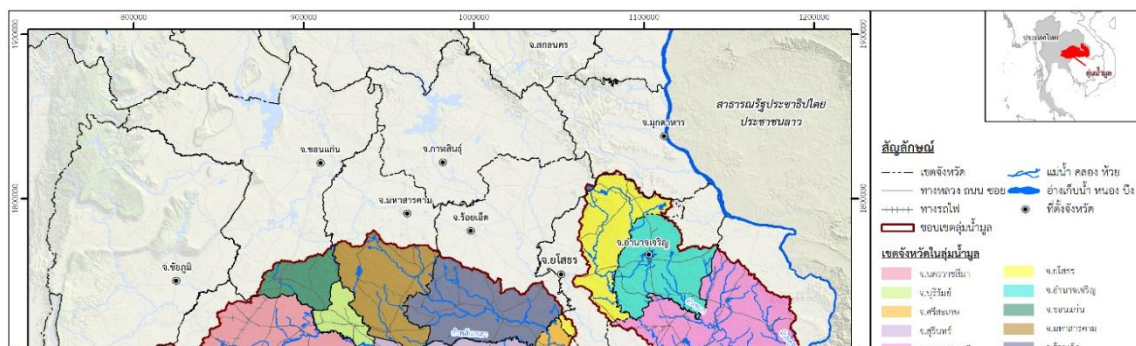 800000 900000 1000000 1100000 1200000
1900000 1900000
ประเทศไทย
ลุ่มน้ำมูล
จ.สกลนคร
สาธารณรัฐประชาธิปไตย
ประชาชนลาว
จ.มุกดาหาร
จ.ขอนแก่น
จ.กาฬสินธุ์
สัญลักษณ์
เขตจังหวัด
แม่น้ำ คลอง ห้วย
ทางหลวง ถนน ซอย
อ่างเก็บน้ำ หนอง บึง
ทางรถไฟ
ที่ตั้งจังหวัด
ขอบเขตลุ่มน้ำมูล
1800000 1800000
จ.มหาสารคาม
จ.ร้อยเอ็ด
จ.อำนาจเจริญ
จ.ชัยภูมิ
จ.ยโสธร
เขตจังหวัดในลุ่มน้ำมูล
จ.นครราชสีมา
จ.ยโสธร
จ.บุรีรัมย์
จ.อำนาจเจริญ
จ.ศรีสะเกษ
จ.ขอนแก่น
จ.สุรินทร์
จ.มหาสารคาม